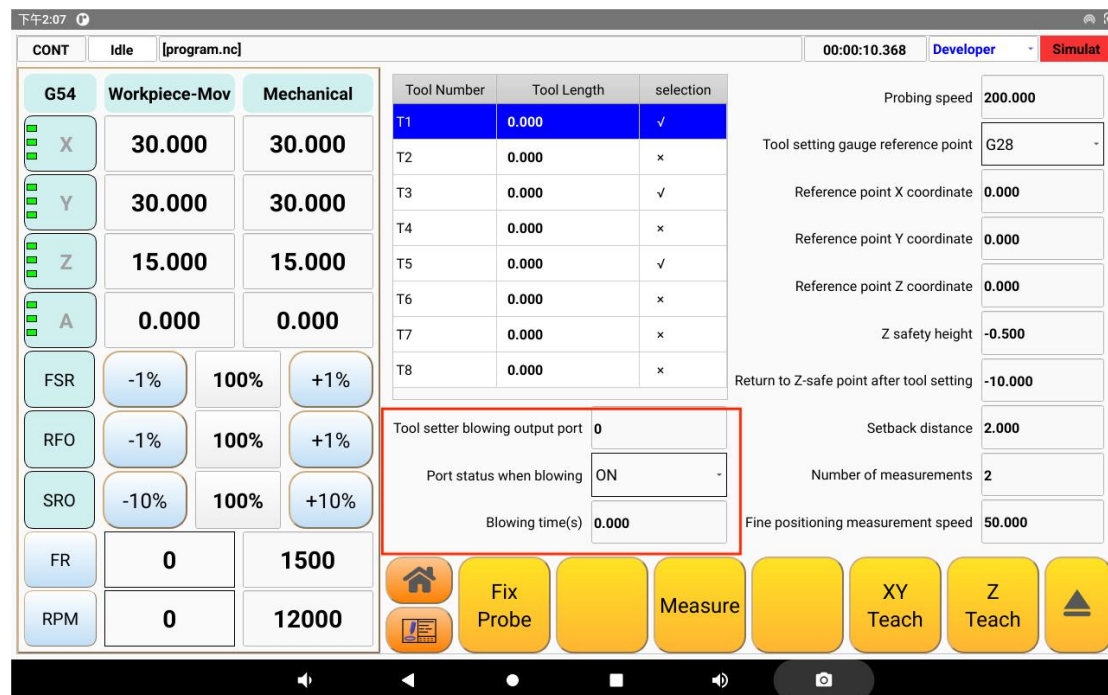 下午2:07
CONT Idle [program.nc] 00:00:10.368 Developer Simulat
G54 Workpiece-Mov Mechanical
X 30.000 30.000
Y 30.000 30.000
Z 15.000 15.000
A 0.000 0.000
FSR -1% 100% +1%
RFO -1% 100% +1%
SRO -10% 100% +10%
FR 0 1500
RPM 0 12000
Tool Number Tool Length selection
T1 0.000 √
T2 0.000 ×
T3 0.000 √
T4 0.000 ×
T5 0.000 √
T6 0.000 ×
T7 0.000 ×
T8 0.000 ×
Tool setter blowing output port 0
Port status when blowing ON
Blowing time(s) 0.000
Probing speed 200.000
Tool setting gauge reference point G28
Reference point X coordinate 0.000
Reference point Y coordinate 0.000
Reference point Z coordinate 0.000
Z safety height -0.500
Return to Z-safe point after tool setting -10.000
Setback distance 2.000
Number of measurements 2
Fine positioning measurement speed 50.000
Fix
Probe
Measure
XY
Teach
Z
Teach